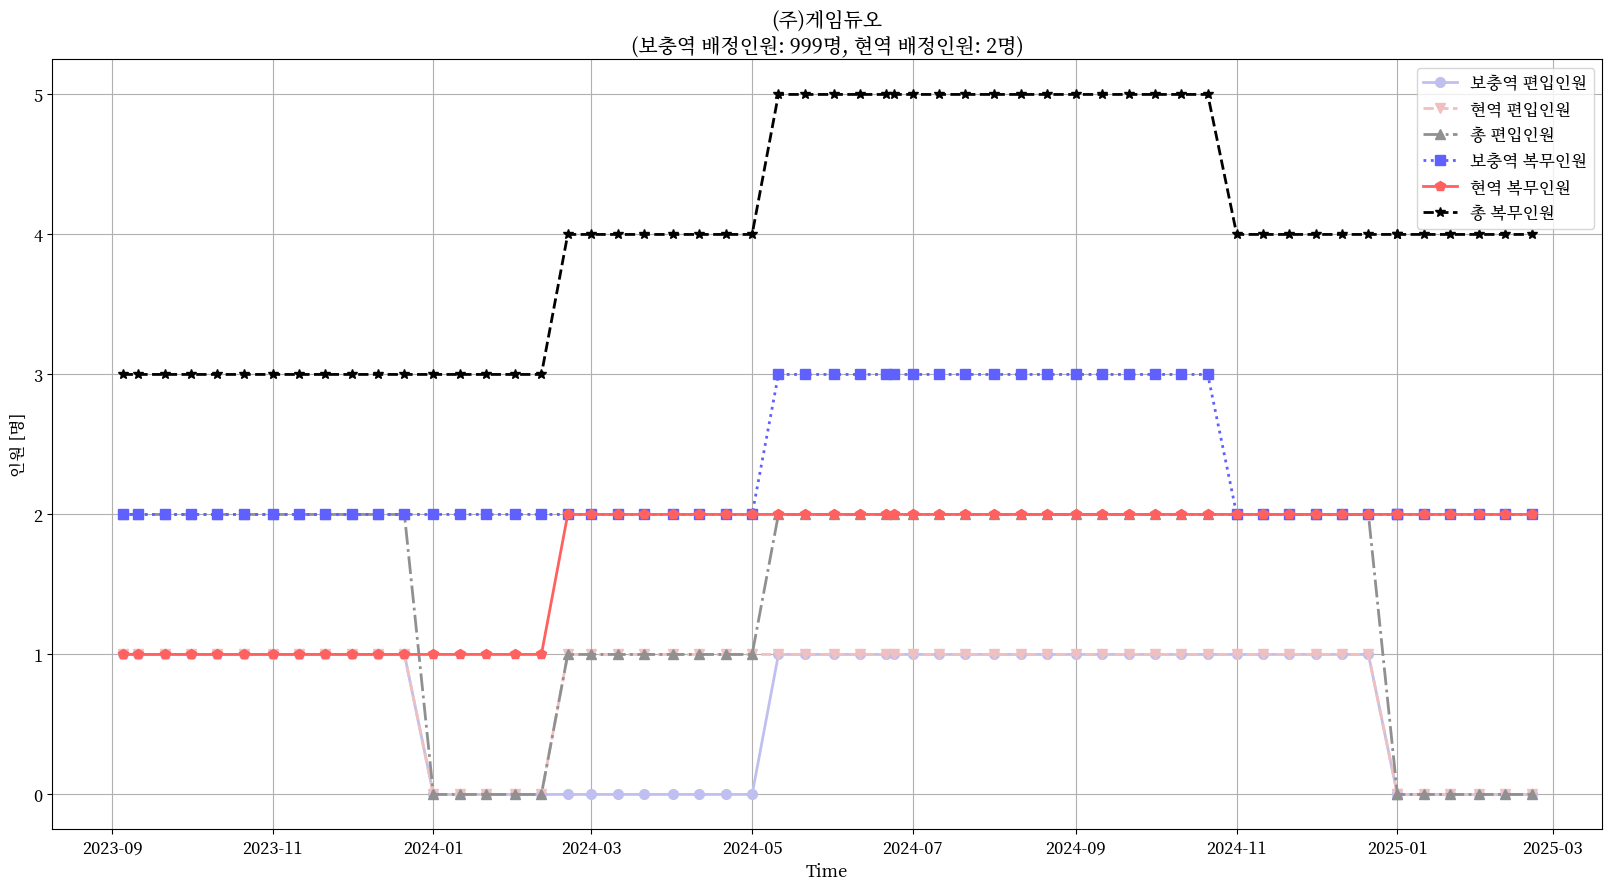 (주)게임듀오
(보충역 배정인원: 999명, 현역 배정인원: 2명)
보충역 편입인원
현역 편입인원
총 편입인원
보충역 복무인원
현역 복무인원
총 복무인원
5
4
3
2
1
0
인원 [명]
2023-09 2023-11 2024-01 2024-03 2024-05 2024-07 2024-09 2024-11 2025-01 2025-03
Time